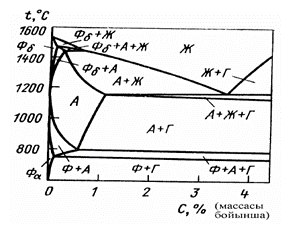 t,°C
1600
Фδ+Ж
Фδ
Фδ+А+Ж
Ж
1400
Фδ+А
А+Ж
Ж+Г
1200
А
А+Ж+Г
1000
А+Г
800
Фα
Ф+А
Ф+Г
Ф+А+Г
0 1 2 3 4
С,% (массасы
бойынша)